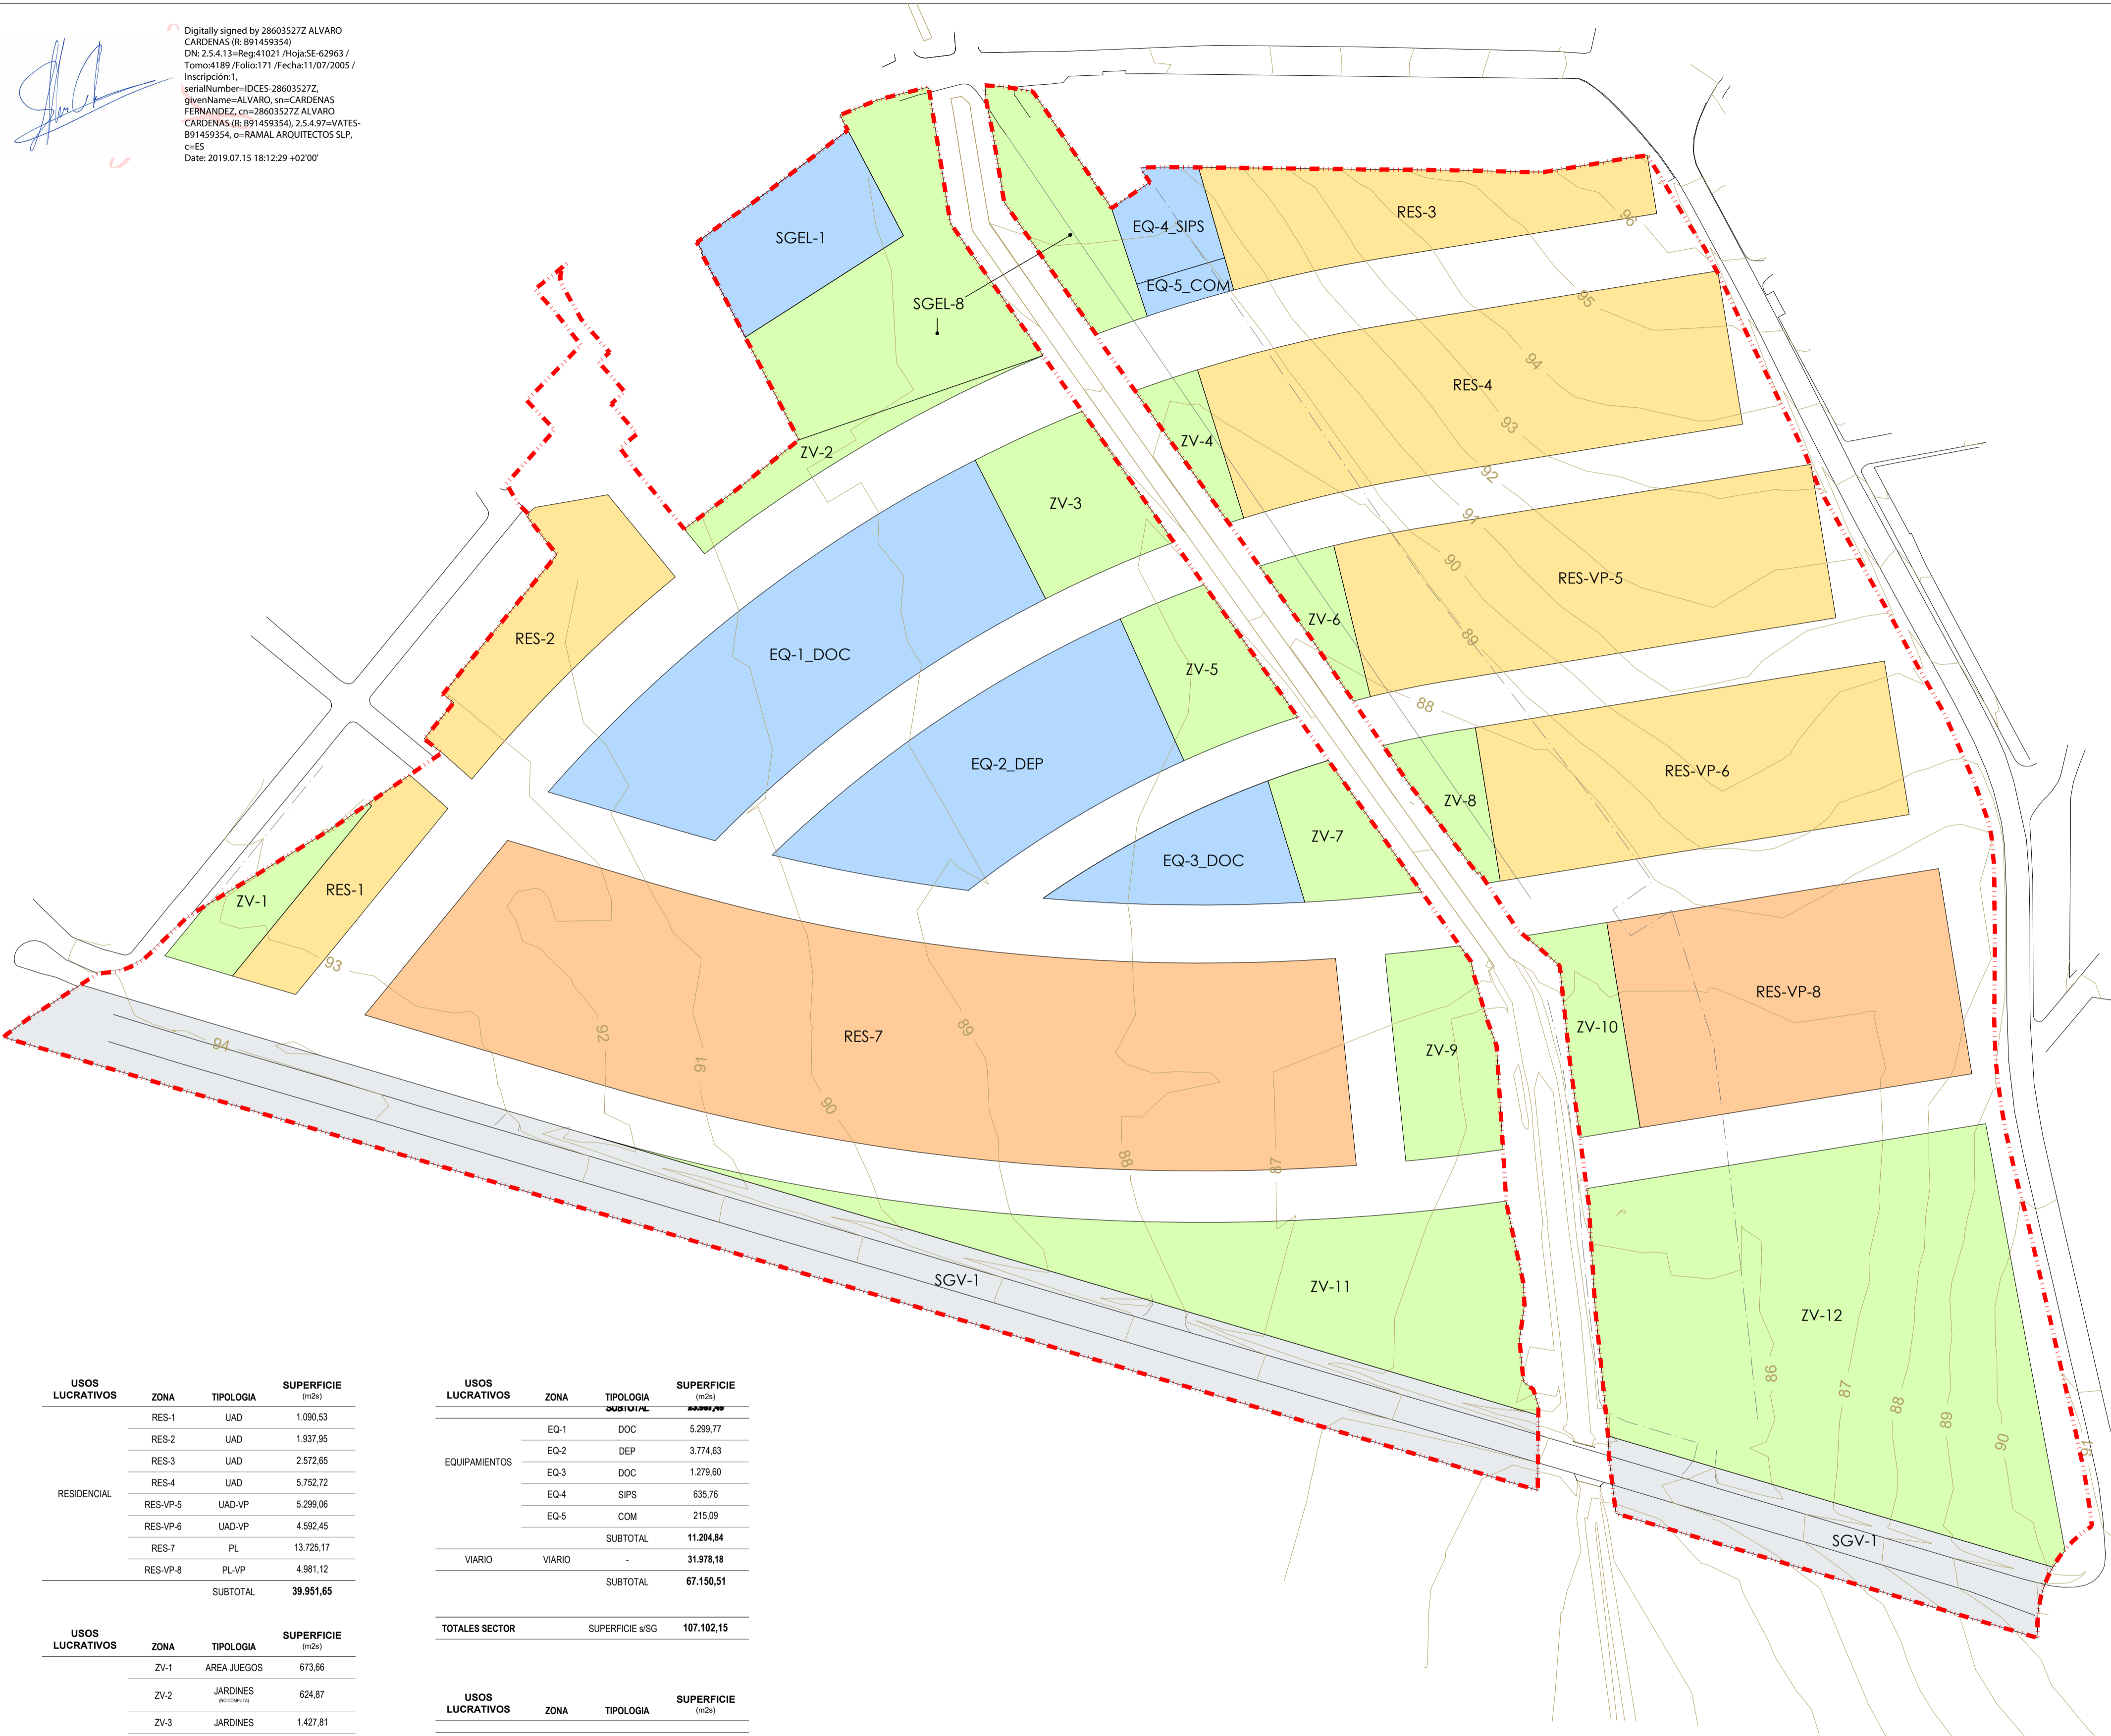 Digitally signed by 28603527Z ALVARO
CARDENAS (R: B91459354)
DN: 2.5.4.13=Reg:41021 /Hoja:SE-62963 /
Tomo:4189 /Folio:171 /Fecha:11/07/2005 /
Inscripción:1,
serialNumber=IDCES-28603527Z,
givenName=ALVARO, sn=CARDENAS
FERNANDEZ, cn=28603527Z ALVARO
CARDENAS (R: B91459354), 2.5.4.97=VATES-
B91459354, o=RAMAL ARQUITECTOS SLP,
c=ES
Date: 2019.07.15 18:12:29 +02'00'
SGEL-1
EQ-4_SIPS
RES-3
96
EQ-5_COM
SGEL-8
95
94
RES-4
93
ZV-4
ZV-2
92
ZV-3
91
90
RES-VP-5
ZV-6
89
RES-2
EQ-1_DOC
ZV-5
88
EQ-2_DEP
RES-VP-6
ZV-8
ZV-7
EQ-3_DOC
RES-1
ZV-1
93
RES-VP-8
94
92
91
RES-7
89
90
ZV-9
ZV-10
88
87
SGV-1
ZV-11
ZV-12
86
87
88
89
90
91
SGV-1
USOS
LUCRATIVOS ZONA TIPOLOGIA SUPERFICIE
(m2s)
RESIDENCIAL
RES-1 UAD 1.090,53
RES-2 UAD 1.937,95
RES-3 UAD 2.572,65
RES-4 UAD 5.752,72
RES-VP-5 UAD-VP 5.299,06
RES-VP-6 UAD-VP 4.592,45
RES-7 PL 13.725,17
RES-VP-8 PL-VP 4.981,12
SUBTOTAL 39.951,65
USOS
LUCRATIVOS ZONA TIPOLOGIA SUPERFICIE
(m2s)
ZV-1 AREA JUEGOS 673,66
ZV-2 JARDINES 624,87
(NO COMPUTA)
ZV-3 JARDINES 1.427,81
USOS
LUCRATIVOS ZONA TIPOLOGIA SUPERFICIE
(m2s)
SUBTOTAL
EQUIPAMIENTOS
EQ-1 DOC 5.299,77
EQ-2 DEP 3.774,63
EQ-3 DOC 1.279,60
EQ-4 SIPS 635,76
EQ-5 COM 215,09
SUBTOTAL 11.204,84
VIARIO VIARIO - 31.978,18
SUBTOTAL 67.150,51
TOTALES SECTOR SUPERFICIE s/SG 107.102,15
USOS
LUCRATIVOS ZONA TIPOLOGIA SUPERFICIE
(m2s)